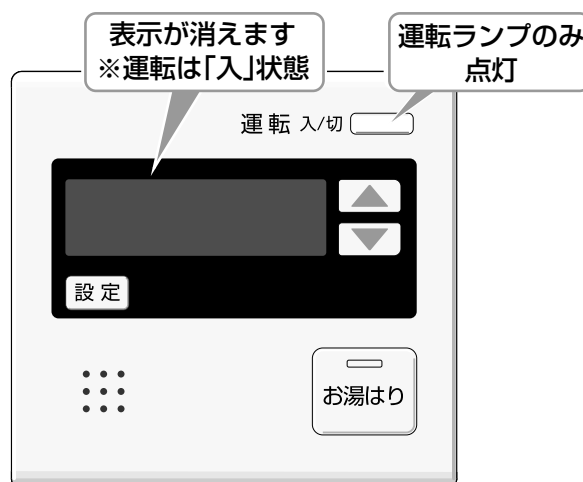 表示が消えます
※運転は「入」状態
運転ランプのみ
点灯
運転 入/切
設定
お湯はり